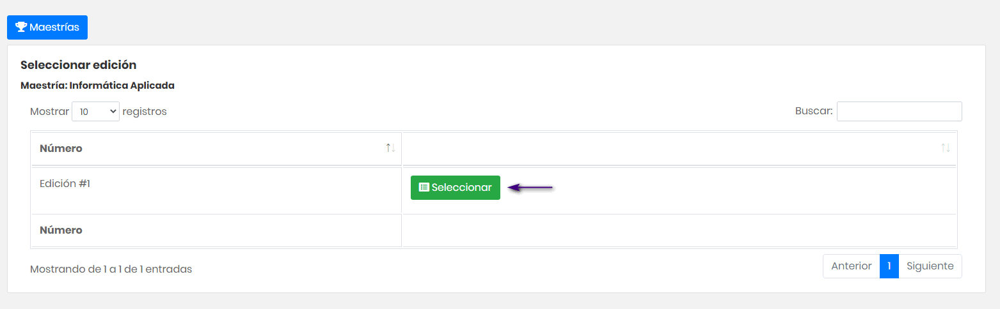 Maestrías
Seleccionar edición
Maestría: Informática Aplicada
Mostrar 10 registros
Buscar:
Número
Edición #1
Seleccionar
Número
Mostrando de 1 a 1 de 1 entradas
Anterior 1 Siguiente